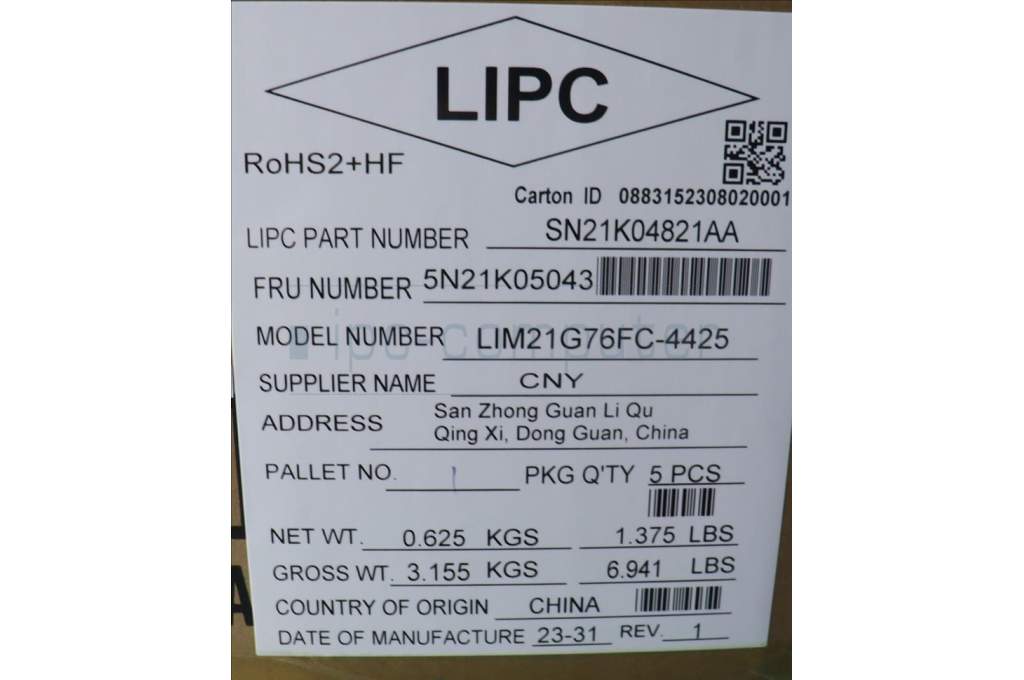 LIPC
RoHS2+HF
Carton ID 0883152308020001
LIPC PART NUMBER SN21K04821AA
FRU NUMBER 5N21K05043
MODEL NUMBER LIM21G76FC-4425
ipc computer
SUPPLIER NAME CNY
ADDRESS San Zhong Guan Li Qu
Qing Xi, Dong Guan, China
PALLET NO. 1 PKG Q'TY 5 PCS
NET WT. 0.625 KGS 1.375 LBS
GROSS WT. 3.155 KGS 6.941 LBS
COUNTRY OF ORIGIN CHINA
DATE OF MANUFACTURE 23-31 REV. 1